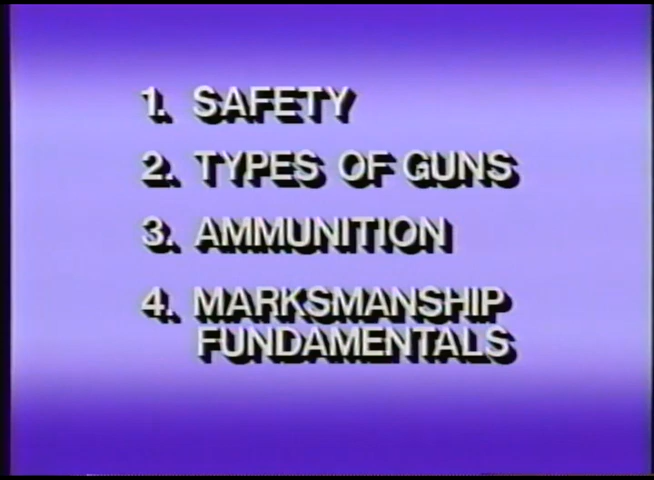 1. SAFETY
2. TYPES OF GUNS
3. AMMUNITION
4. MARKSMANSHIP
FUNDAMENTALS